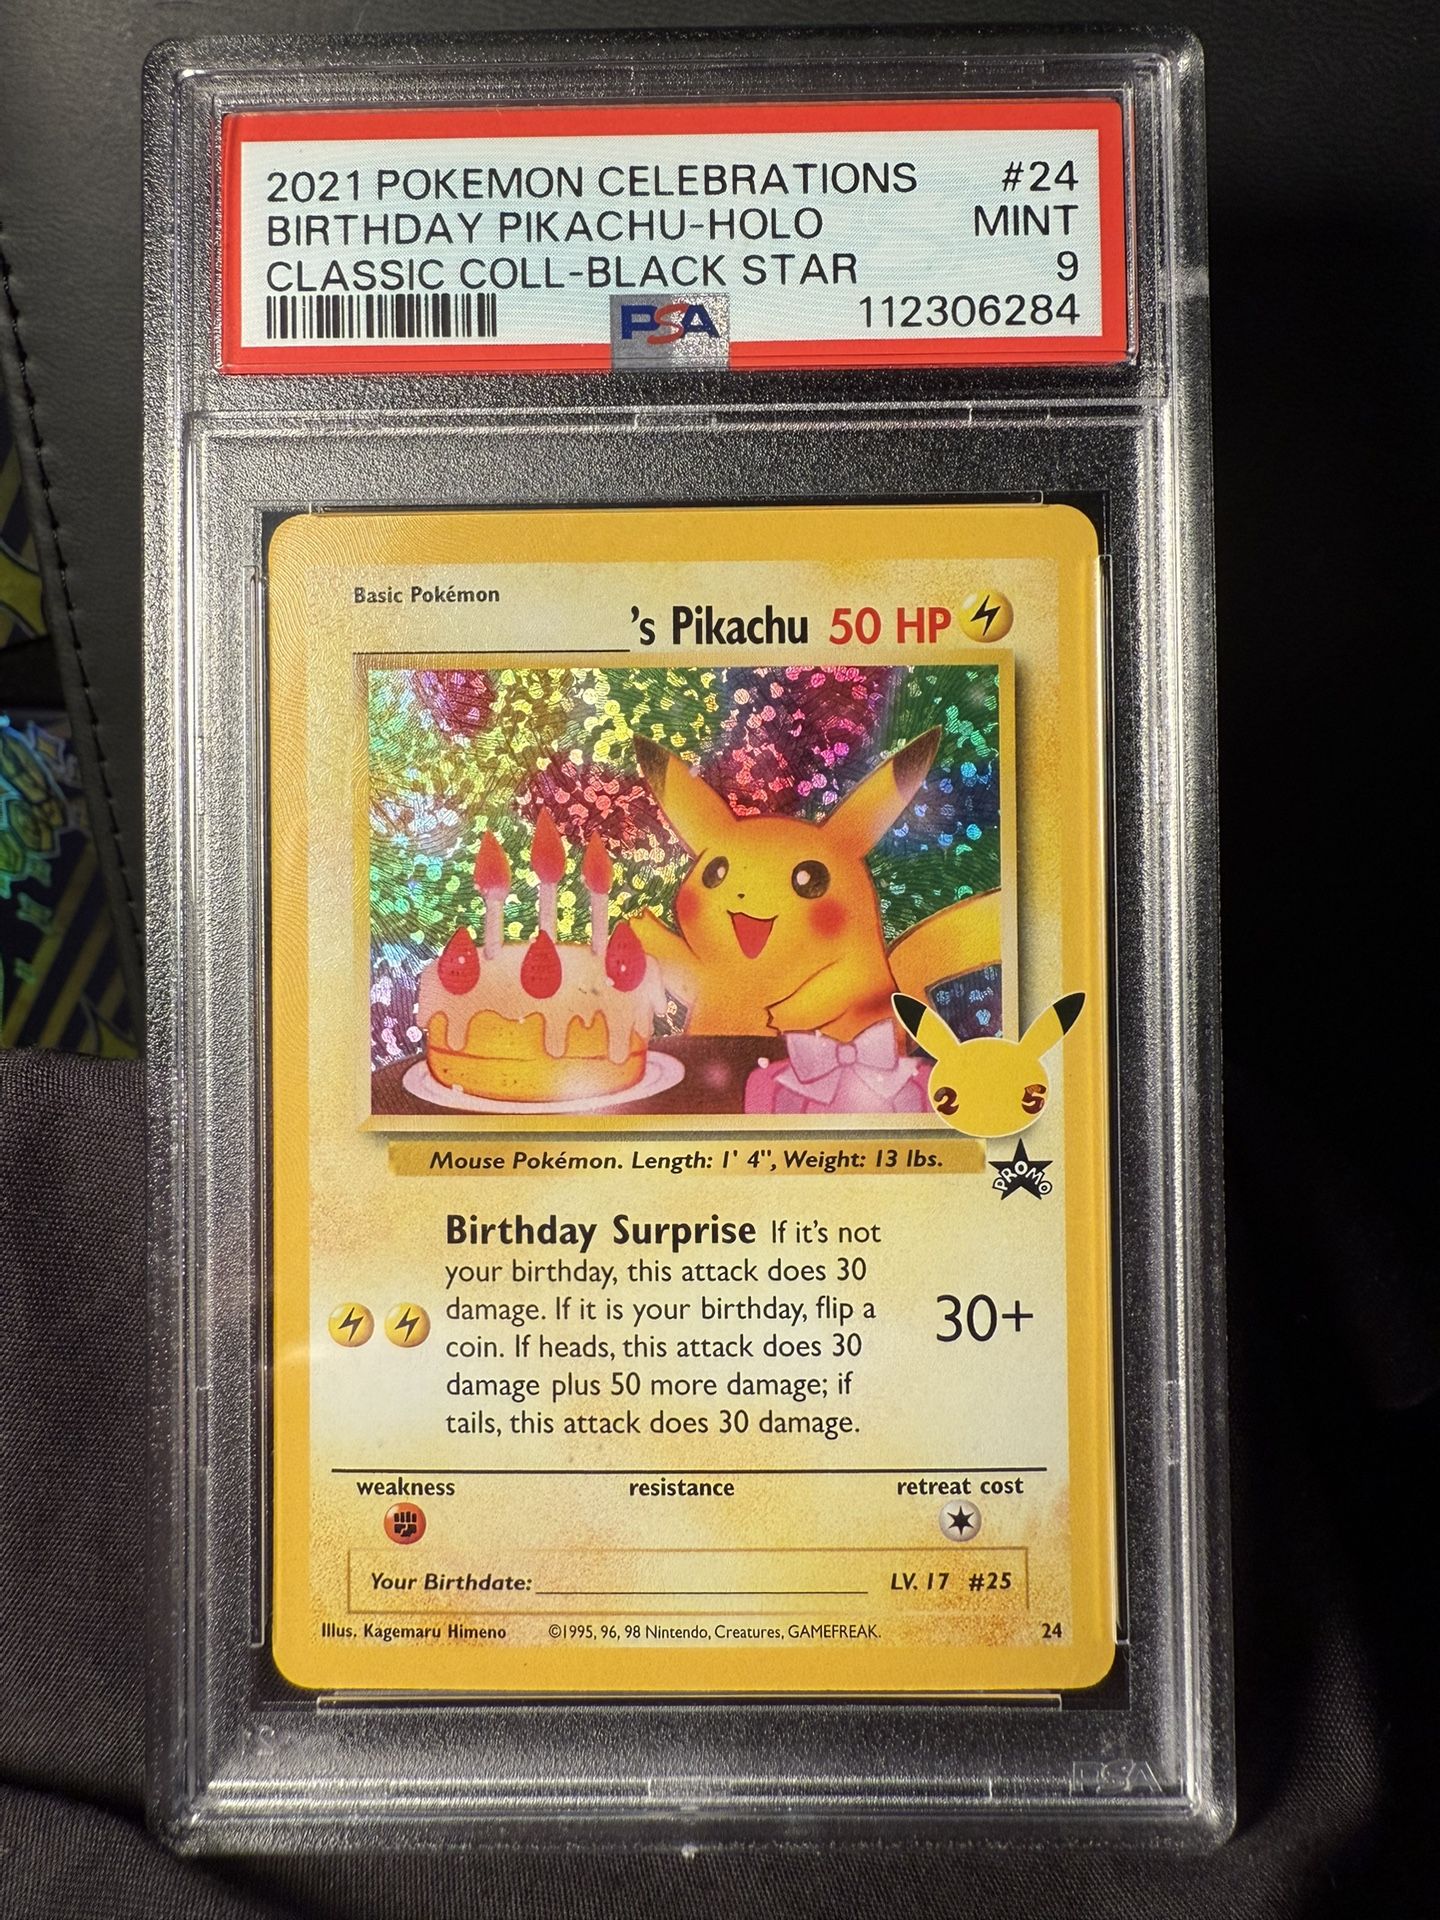 2021 POKEMON CELEBRATIONS #24
BIRTHDAY PIKACHU-HOLO MINT
CLASSIC COLL-BLACK STAR 9
PSA 112306284
Basic Pokémon
's Pikachu 50 HP
2 5
Mouse Pokémon. Length: 1' 4", Weight: 13 lbs.
PROMO
Birthday Surprise If it's not
your birthday, this attack does 30
damage. If it is your birthday, flip a
coin. If heads, this attack does 30
damage plus 50 more damage; if
tails, this attack does 30 damage.
30+
weakness resistance retreat cost
Your Birthdate: LV. 17 #25
Illus. Kagemaru Himeno ©1995, 96, 98 Nintendo, Creatures, GAMEFREAK. 24
PSA